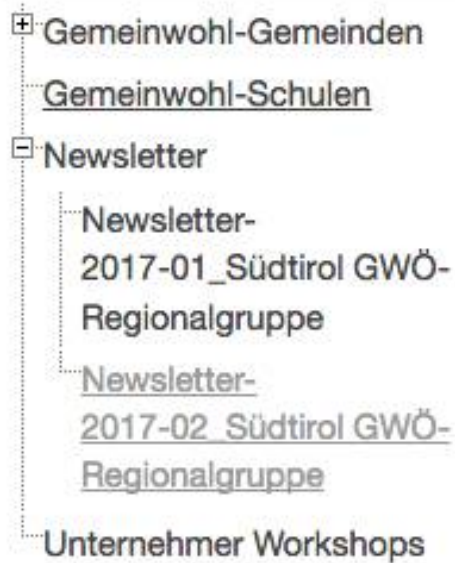 Gemeinwohl-Gemeinden
Gemeinwohl-Schulen
Newsletter
Newsletter-
2017-01_Südtirol GWÖ-
Regionalgruppe
Newsletter-
2017-02_Südtirol GWÖ-
Regionalgruppe
Unternehmer Workshops